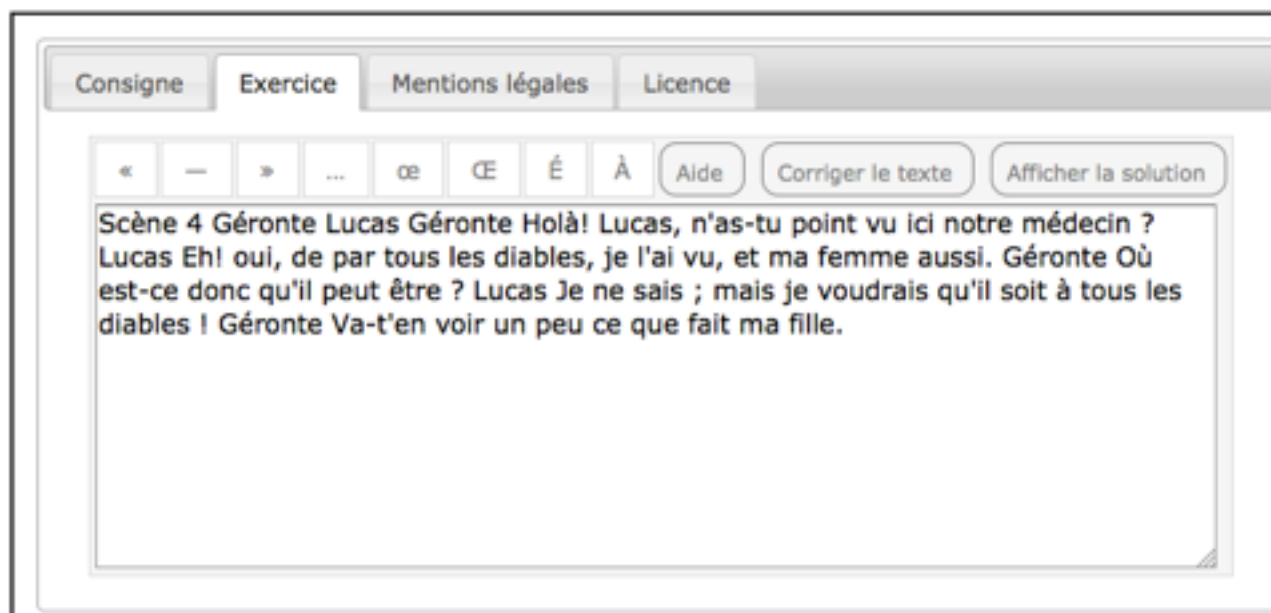 Consigne Exercice Mentions légales Licence
« — » ... œ Œ É À Aide Corriger le texte Afficher la solution
Scène 4 Géronte Lucas Géronte Holà! Lucas, n'as-tu point vu ici notre médecin ?
Lucas Eh! oui, de par tous les diables, je l'ai vu, et ma femme aussi. Géronte Où
est-ce donc qu'il peut être ? Lucas Je ne sais ; mais je voudrais qu'il soit à tous les
diables ! Géronte Va-t'en voir un peu ce que fait ma fille.